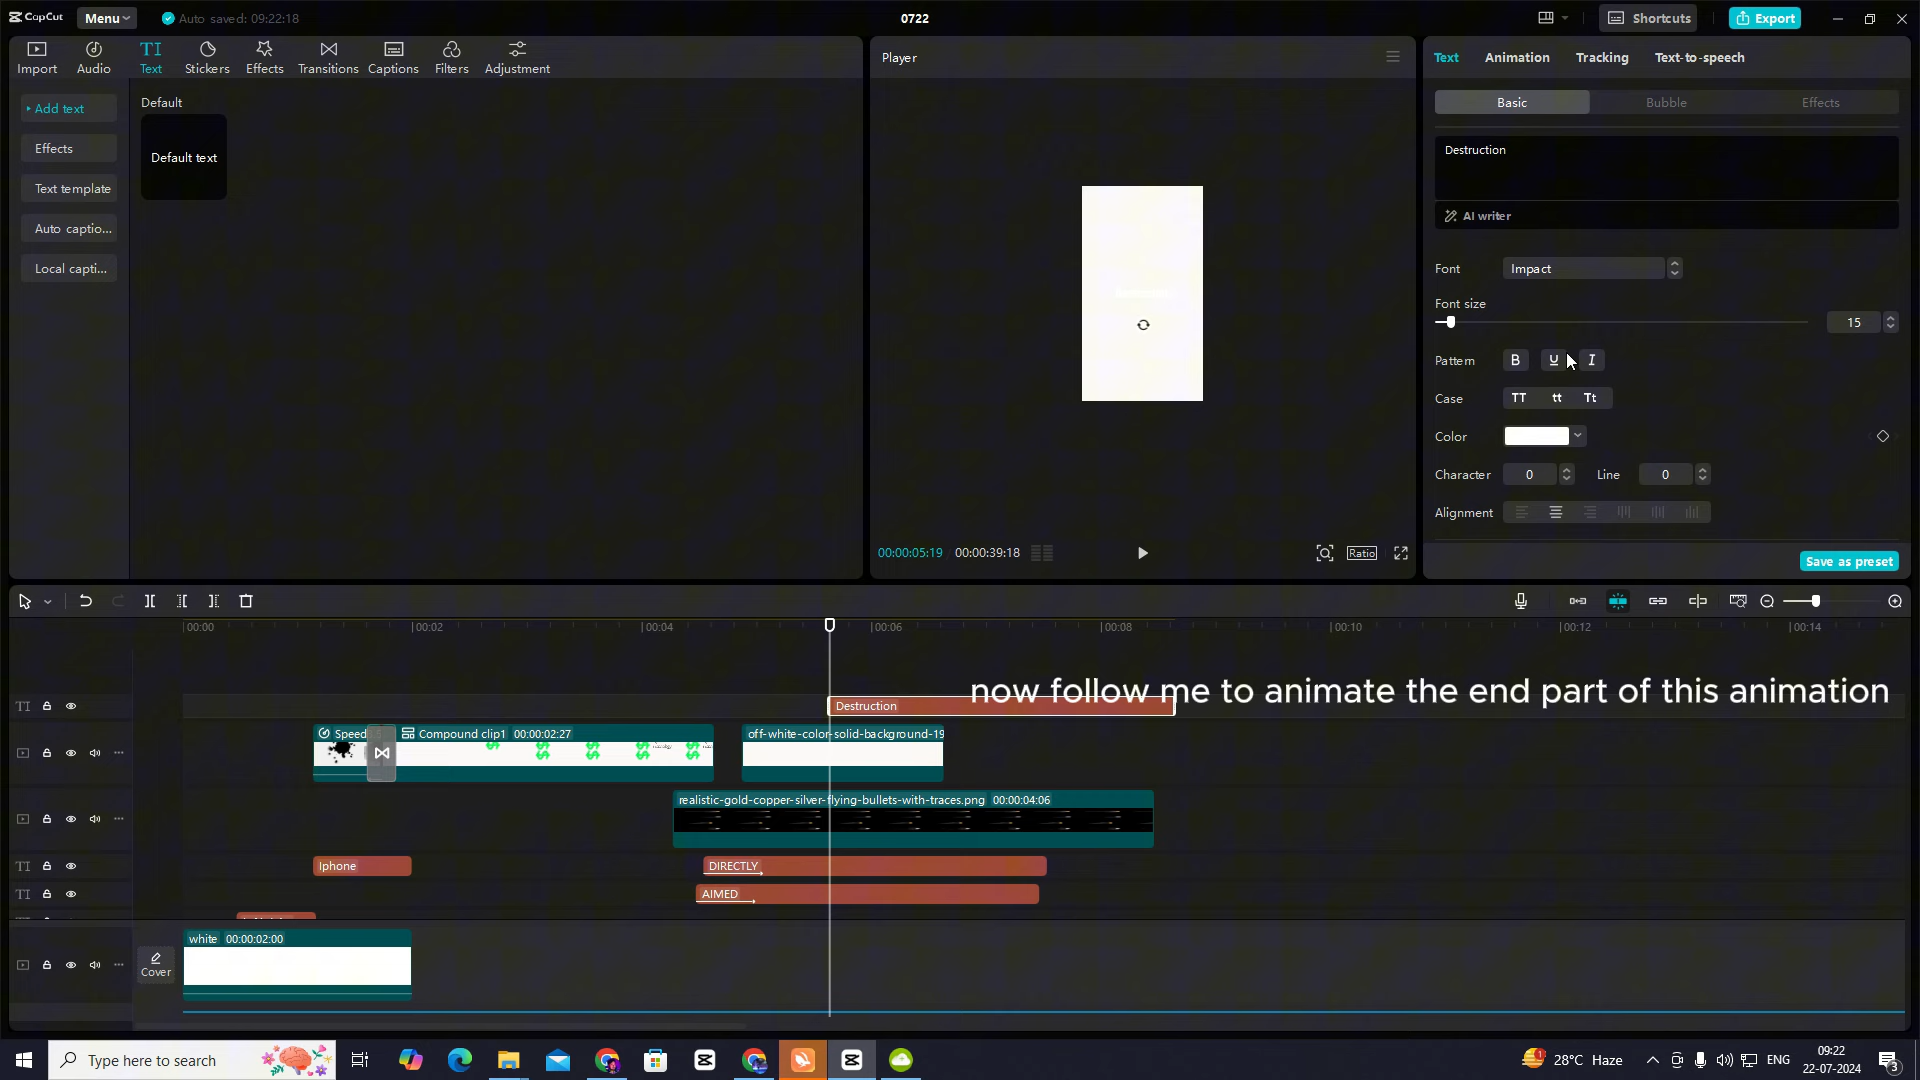 CapCut
Menu
Auto saved: 09:22:18
0722
Shortcuts
Export
Import
Audio
TI
Text
Stickers
Effects
Transitions
Captions
Filters
Adjustment
Add text
Effects
Text template
Auto captio...
Local capti...
Default
Default text
Player
00:00:05:19
00:00:39:18
Ratio
Text
Animation
Tracking
Text-to-speech
Basic
Bubble
Effects
Destruction
AI writer
Font
Impact
Font size
15
Pattern
B
U
I
Case
TT
tt
Tt
Color
Character
0
Line
0
Alignment
Save as preset
00:00
00:02
00:04
00:06
00:08
00:10
00:12
00:14
now follow me to animate the end part of this animation
TI
Destruction
Speed
Compound clip1 00:00:02:27
off-white-color-solid-background-19
realistic-gold-copper-silver-flying-bullets-with-traces.png 00:00:04:06
TI
Iphone
DIRECTLY
TI
AIMED
white 00:00:02:00
Cover
Type here to search
28°C Haze
ENG
09:22
22-07-2024
3